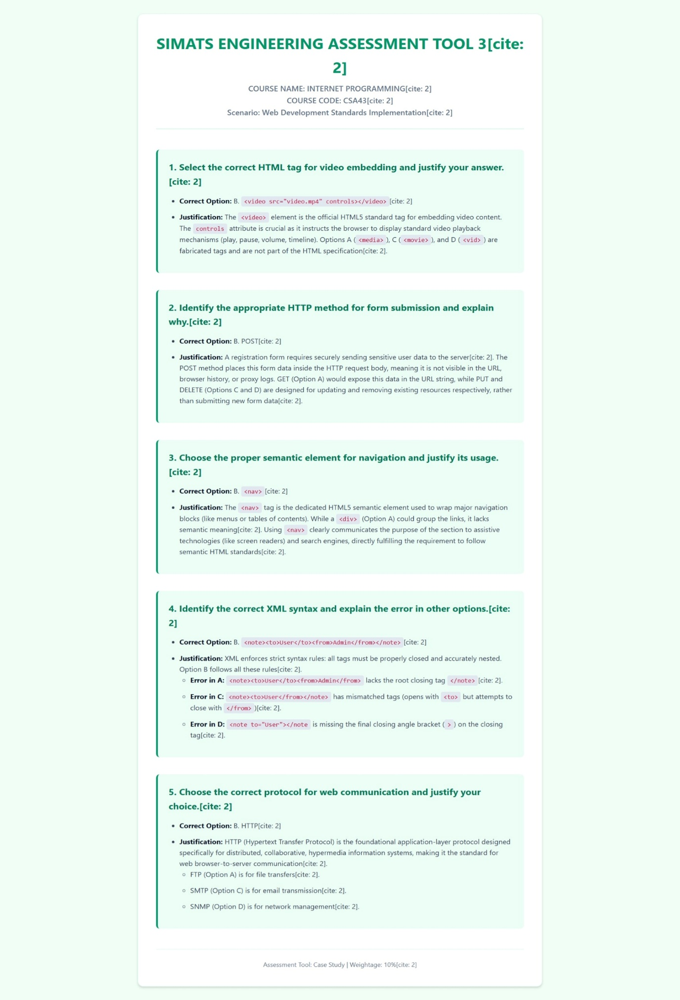 SIMATS ENGINEERING ASSESSMENT TOOL 3[cite:
2]
COURSE NAME: INTERNET PROGRAMMING[cite: 2]
COURSE CODE: CSA43[cite: 2]
Scenario: Web Development Standards Implementation[cite: 2]
1. Select the correct HTML tag for video embedding and justify your answer.
[cite: 2]
• Correct Option: B. <video src="video.mp4" controls></video>[cite: 2]
• Justification: The <video> element is the official HTML5 standard tag for embedding video content.
The controls attribute is crucial as it instructs the browser to display standard video playback
mechanisms (play, pause, volume, timeline). Options A (<media>), C (<movie>), and D (<vid>) are
fabricated tags and are not part of the HTML specification[cite: 2].
2. Identify the appropriate HTTP method for form submission and explain
why.[cite: 2]
• Correct Option: B. POST[cite: 2]
• Justification: A registration form requires securely sending sensitive user data to the server[cite: 2]. The
POST method places this form data inside the HTTP request body, meaning it is not visible in the URL,
browser history, or proxy logs. GET (Option A) would expose this data in the URL string, while PUT and
DELETE (Options C and D) are designed for updating and removing existing resources respectively, rather
than submitting new form data[cite: 2].
3. Choose the proper semantic element for navigation and justify its usage.
[cite: 2]
• Correct Option: B. <nav>[cite: 2]
• Justification: The <nav> tag is the dedicated HTML5 semantic element used to wrap major navigation
blocks (like menus or tables of contents). While a <div> (Option A) could group the links, it lacks
semantic meaning[cite: 2]. Using <nav> clearly communicates the purpose of the section to assistive
technologies (like screen readers) and search engines, directly fulfilling the requirement to follow
semantic HTML standards[cite: 2].
4. Identify the correct XML syntax and explain the error in other options.[cite:
2]
• Correct Option: B. <note><to>User</to><from>Admin</from></note>[cite: 2]
• Justification: XML enforces strict syntax rules: all tags must be properly closed and accurately nested.
Option B follows all these rules[cite: 2].
◦ Error in A: <note><to>User</to><from>Admin</from> lacks the root closing tag </note>[cite: 2].
◦ Error in C: <note><to>User</from></note> has mismatched tags (opens with <to> but attempts to
close with </from>)[cite: 2].
◦ Error in D: <note to="User"></note is missing the final closing angle bracket (>) on the closing
tag[cite: 2].
5. Choose the correct protocol for web communication and justify your
choice.[cite: 2]
• Correct Option: B. HTTP[cite: 2]
• Justification: HTTP (Hypertext Transfer Protocol) is the foundational application-layer protocol designed
specifically for distributed, collaborative, hypermedia information systems, making it the standard for
web browser-to-server communication[cite: 2].
◦ FTP (Option A) is for file transfers[cite: 2].
◦ SMTP (Option C) is for email transmission[cite: 2].
◦ SNMP (Option D) is for network management[cite: 2].
Assessment Tool: Case Study | Weightage: 10%[cite: 2]